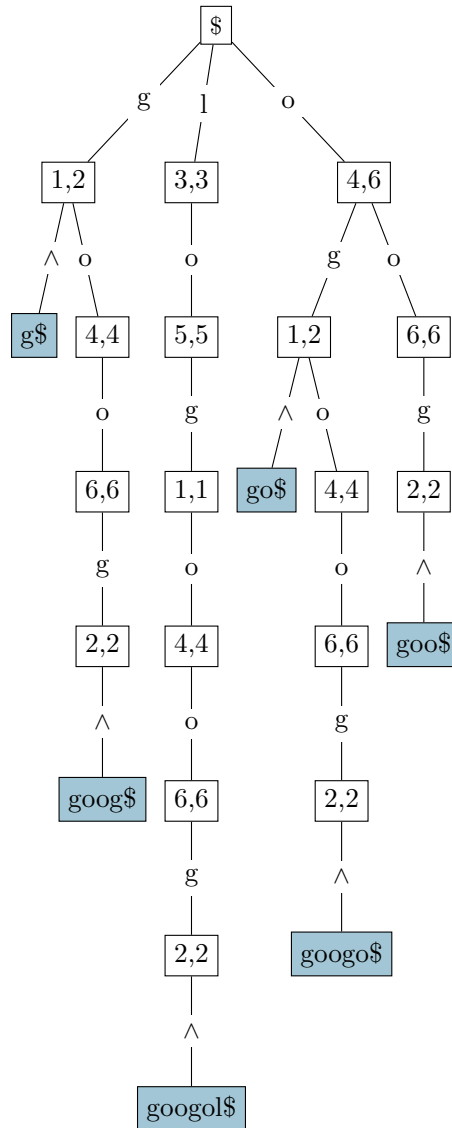 $
g l o
1,2 3,3 4,6
^ o o g o
g$ 4,4 5,5 1,2 6,6
o g ^ o g
6,6 1,1 go$ 4,4 2,2
g o o ^
2,2 4,4 6,6 goo$
^ o g
goog$ 6,6 2,2
g ^
2,2 googo$
^
googol$